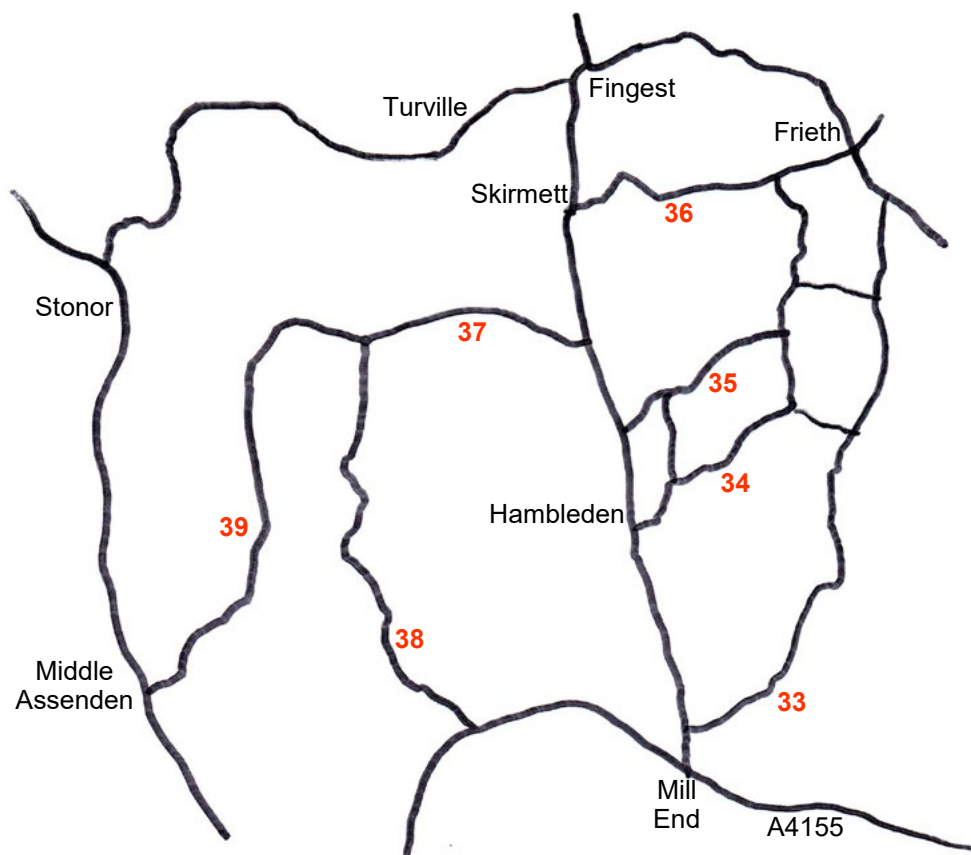 Fingest
Turville
Frieth
Skirmett
36
Stonor
37
35
34
Hambleden
39
38
Middle
Assenden
33
Mill
End
A4155